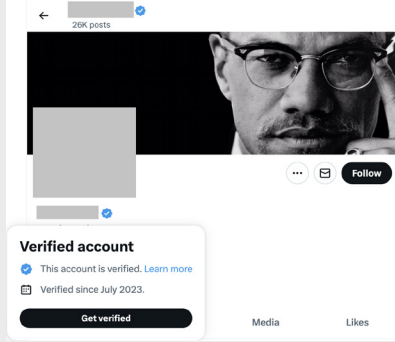 26K posts
Follow
Verified account
This account is verified. Learn more
Verified since July 2023.
Get verified
Media
Likes